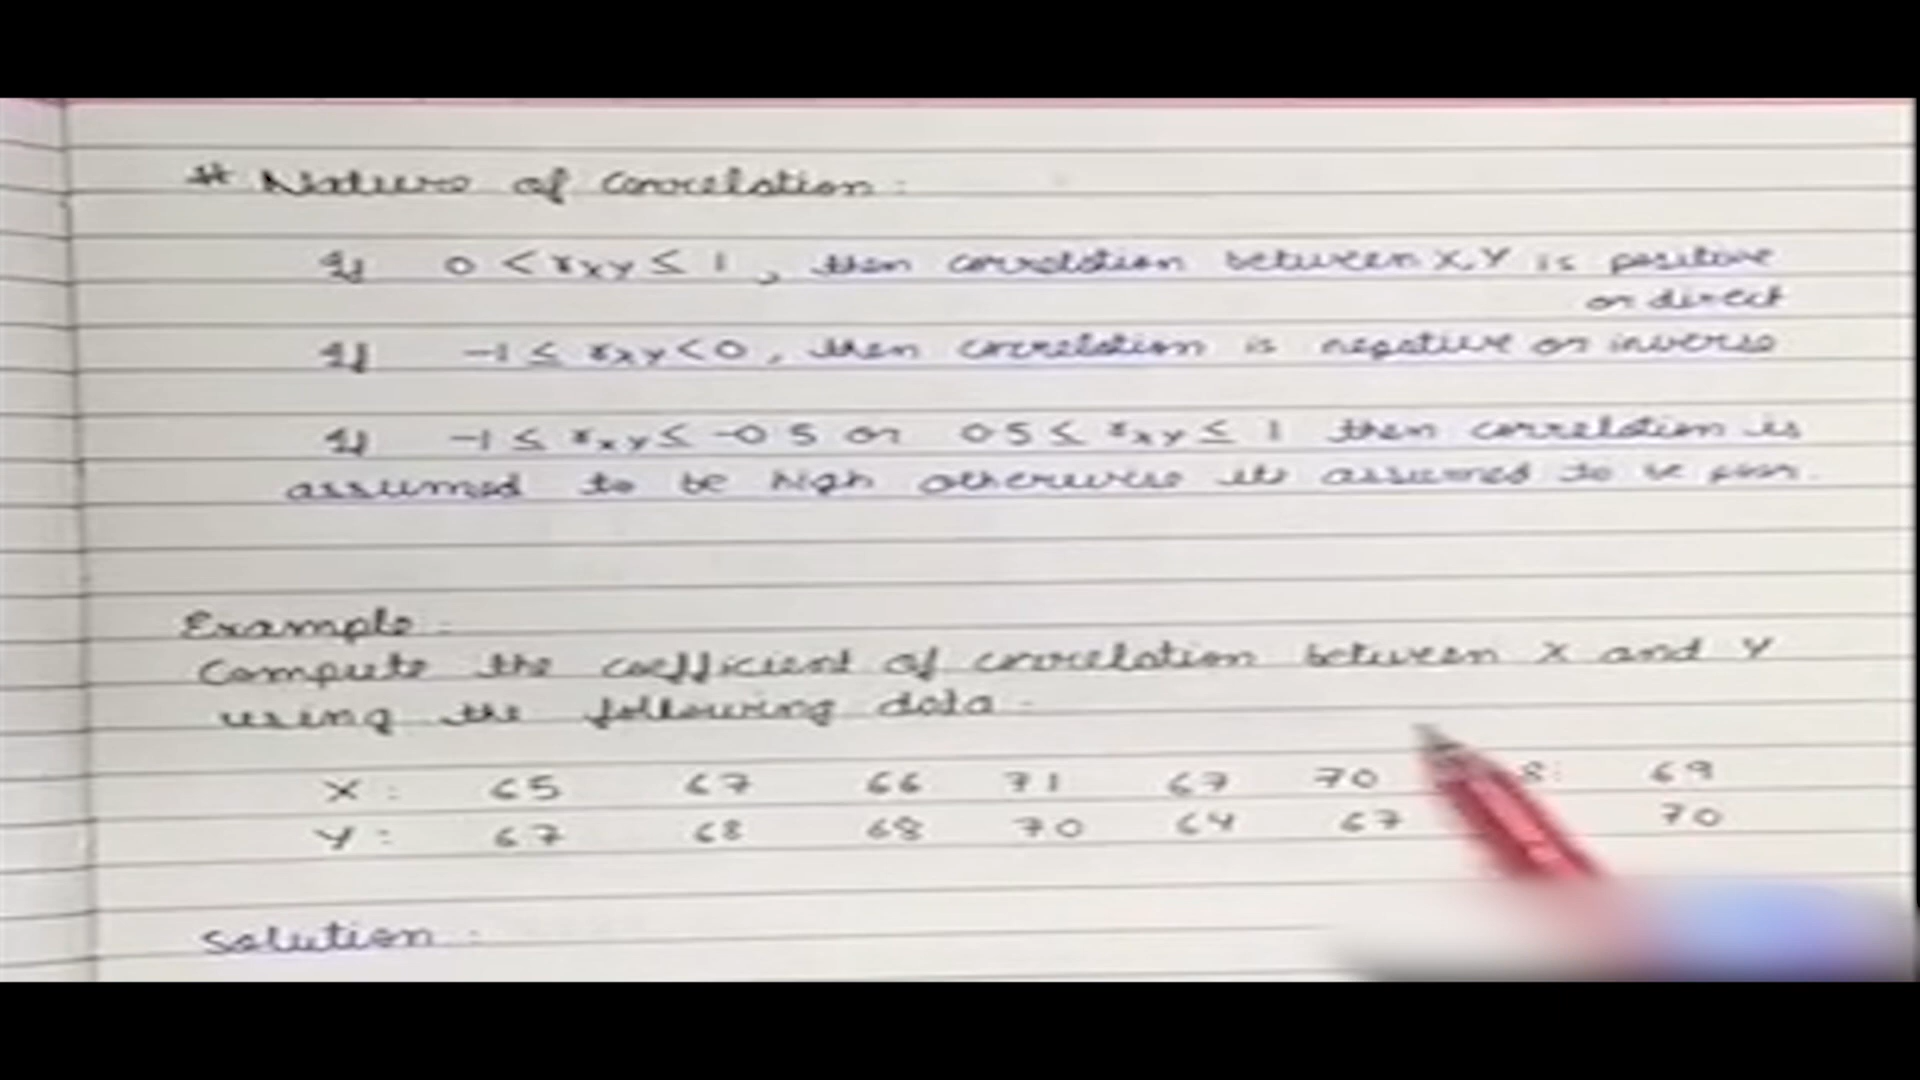 # Nature of correlation:
If 0 < rxy ≤ 1, then correlation between X,Y is positive
or direct
If -1 ≤ rxy < 0, then correlation is negative or inverse
If -1 ≤ rxy ≤ -0.5 or 0.5 ≤ rxy ≤ 1 then correlation is
assumed to be high otherwise its assumed to be poor.
Example:
Compute the coefficient of correlation between X and Y
using the following data.
X: 65 67 66 71 67 70 8 69
Y: 67 68 68 70 64 67 70
Solution: